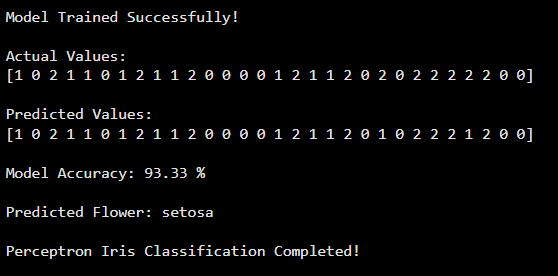 Model Trained Successfully!
Actual Values:
[1 0 2 1 1 0 1 2 1 1 2 0 0 0 0 1 2 1 1 2 0 2 0 2 2 2 2 2 0 0]
Predicted Values:
[1 0 2 1 1 0 1 2 1 1 2 0 0 0 0 1 2 1 1 2 0 1 0 2 2 2 1 2 0 0]
Model Accuracy: 93.33 %
Predicted Flower: setosa
Perceptron Iris Classification Completed!